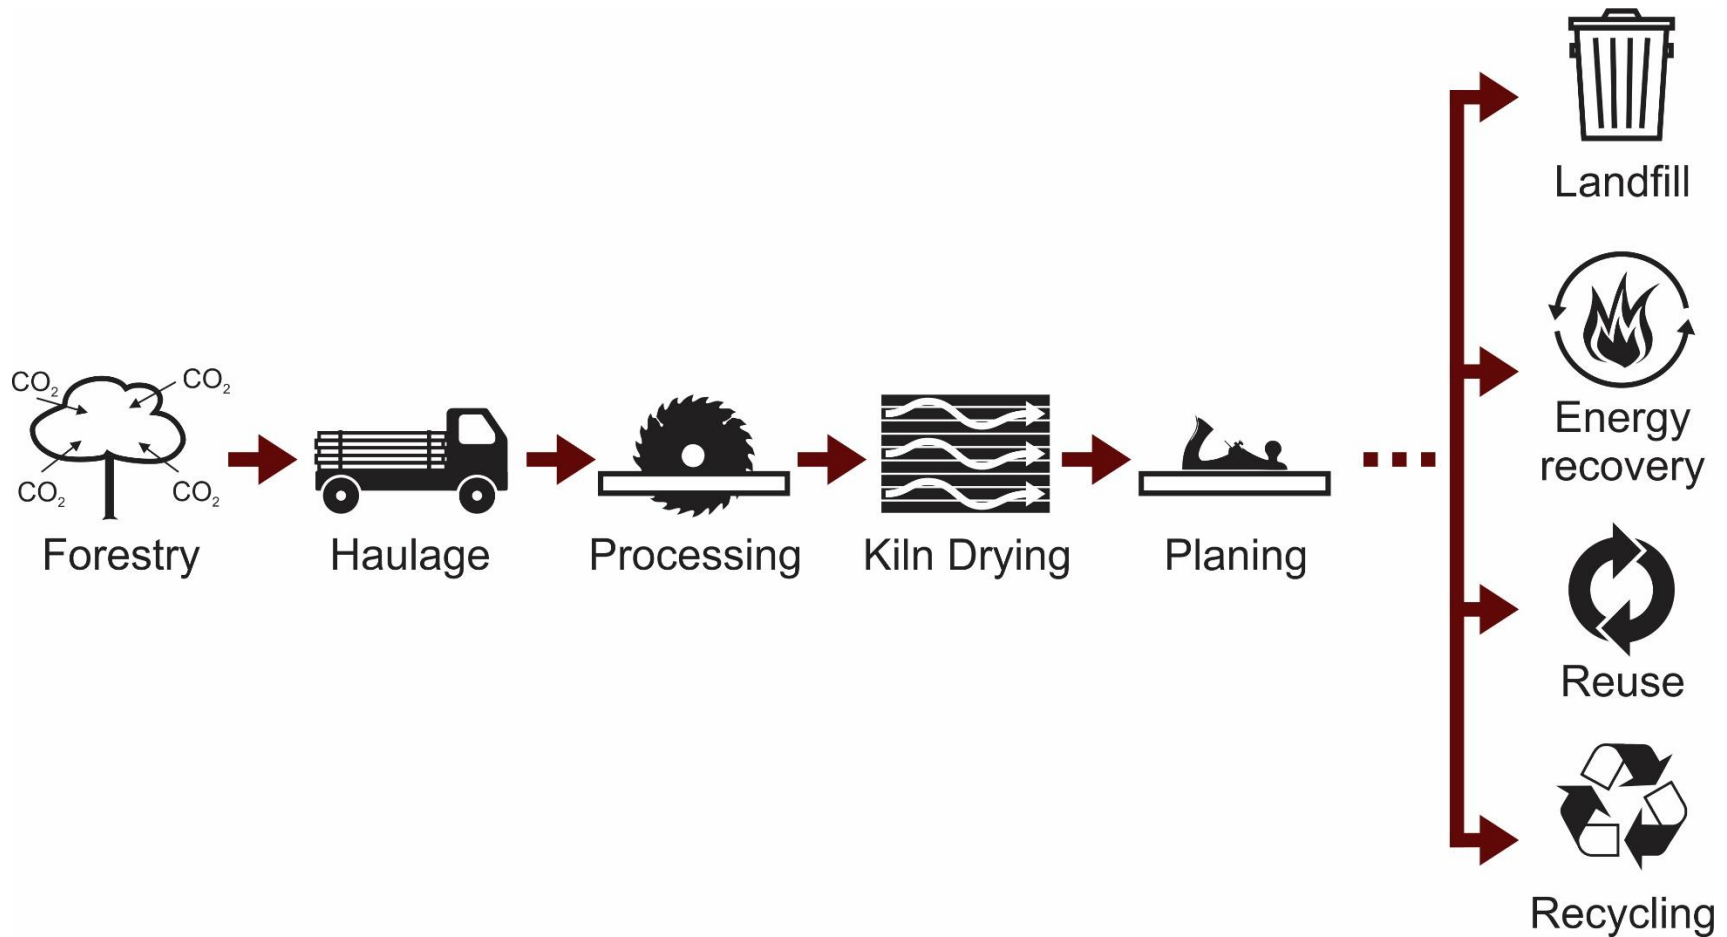 CO₂
CO₂
CO₂
CO₂
Forestry
Haulage
Processing
Kiln Drying
Planing
Landfill
Energy
recovery
Reuse
Recycling